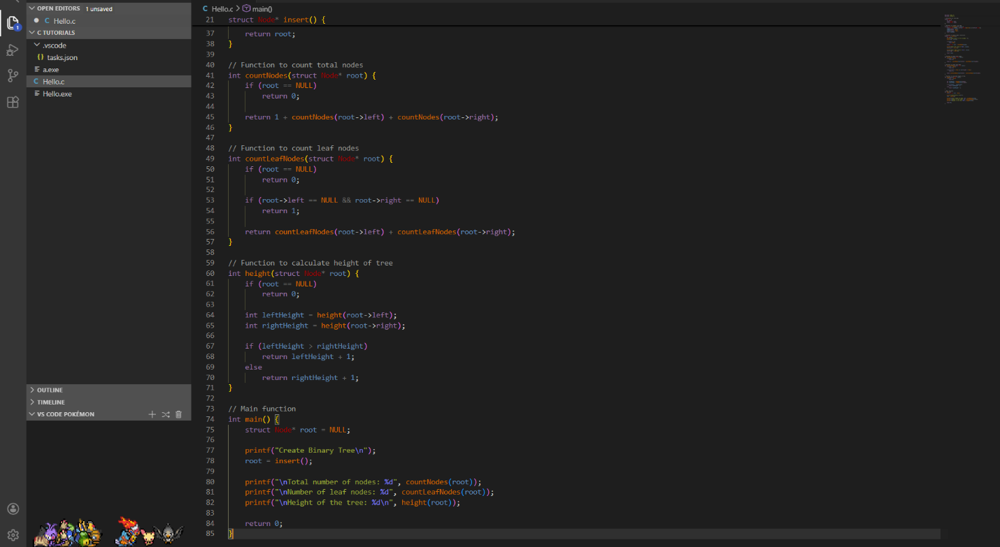 OPEN EDITORS 1 unsaved
Hello.c
C TUTORIALS
.vscode
tasks.json
a.exe
Hello.c
Hello.exe
1
OUTLINE
TIMELINE
VS CODE POKÉMON
C Hello.c > main()
21 struct Node* insert() {
37 return root;
38 }
39
40 // Function to count total nodes
41 int countNodes(struct Node* root) {
42 if (root == NULL)
43 return 0;
44
45 return 1 + countNodes(root->left) + countNodes(root->right);
46 }
47
48 // Function to count leaf nodes
49 int countLeafNodes(struct Node* root) {
50 if (root == NULL)
51 return 0;
52
53 if (root->left == NULL && root->right == NULL)
54 return 1;
55
56 return countLeafNodes(root->left) + countLeafNodes(root->right);
57 }
58
59 // Function to calculate height of tree
60 int height(struct Node* root) {
61 if (root == NULL)
62 return 0;
63
64 int leftHeight = height(root->left);
65 int rightHeight = height(root->right);
66
67 if (leftHeight > rightHeight)
68 return leftHeight + 1;
69 else
70 return rightHeight + 1;
71 }
72
73 // Main function
74 int main() {
75 struct Node* root = NULL;
76
77 printf("Create Binary Tree\n");
78 root = insert();
79
80 printf("\nTotal number of nodes: %d", countNodes(root));
81 printf("\nNumber of leaf nodes: %d", countLeafNodes(root));
82 printf("\nHeight of the tree: %d\n", height(root));
83
84 return 0;
85 }